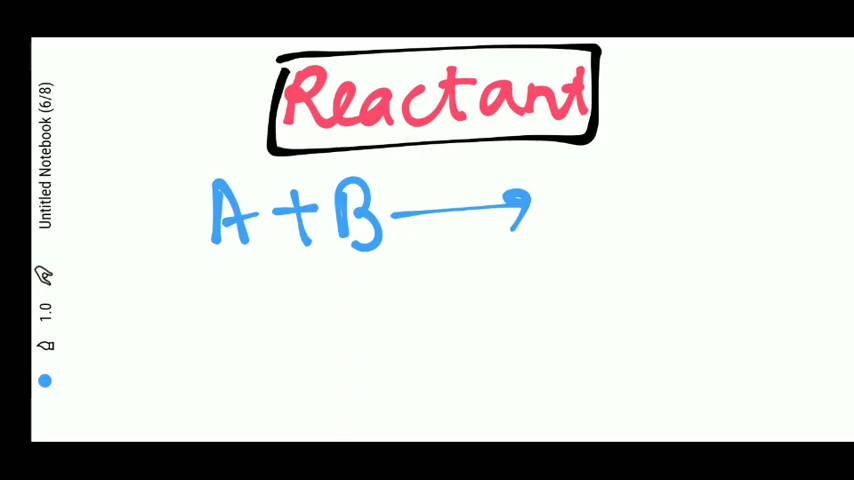 Reactant
A + B →
Untitled Notebook (6/8)
1.0